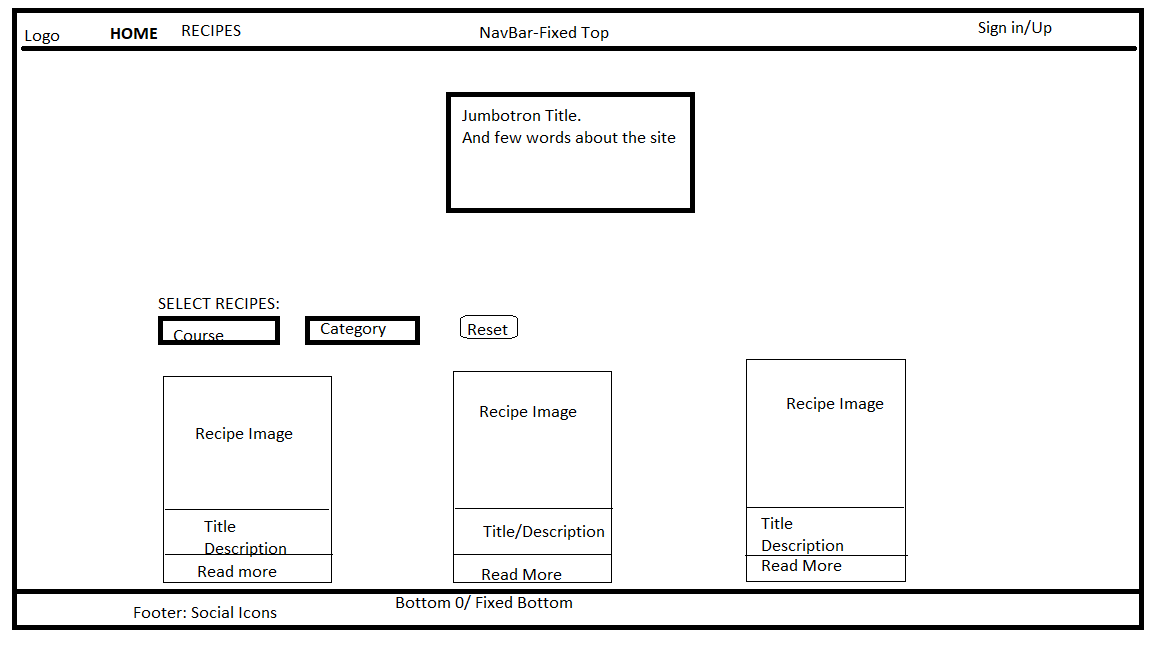 Logo
HOME
RECIPES
NavBar-Fixed Top
Sign in/Up
Jumbotron Title.
And few words about the site
SELECT RECIPES:
Course
Category
Reset
Recipe Image
Title
Description
Read more
Recipe Image
Title/Description
Read More
Recipe Image
Title
Description
Read More
Footer: Social Icons
Bottom 0/ Fixed Bottom